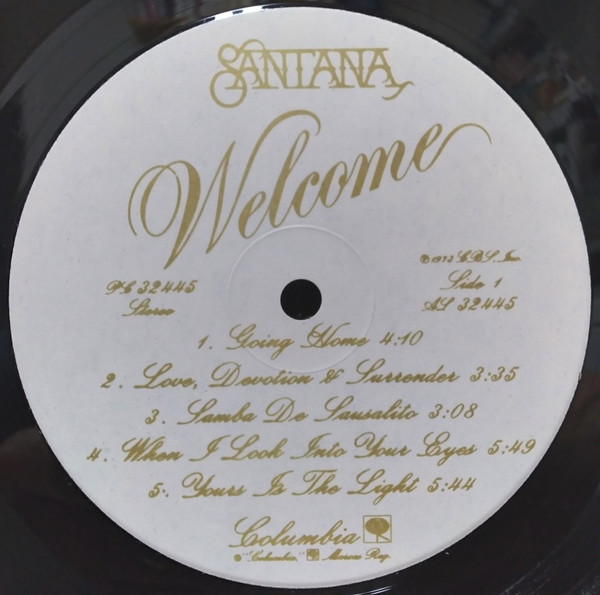 SANTANA
Welcome
PC 32445
Stereo
℗ 1973 CBS, Inc.
Side 1
AL 32445
1. Going Home 4:10
2. Love, Devotion & Surrender 3:35
3. Samba De Sausalito 3:08
4. When I Look Into Your Eyes 5:49
5. Yours Is The Light 5:44
Columbia
® "Columbia," Marcas Reg.